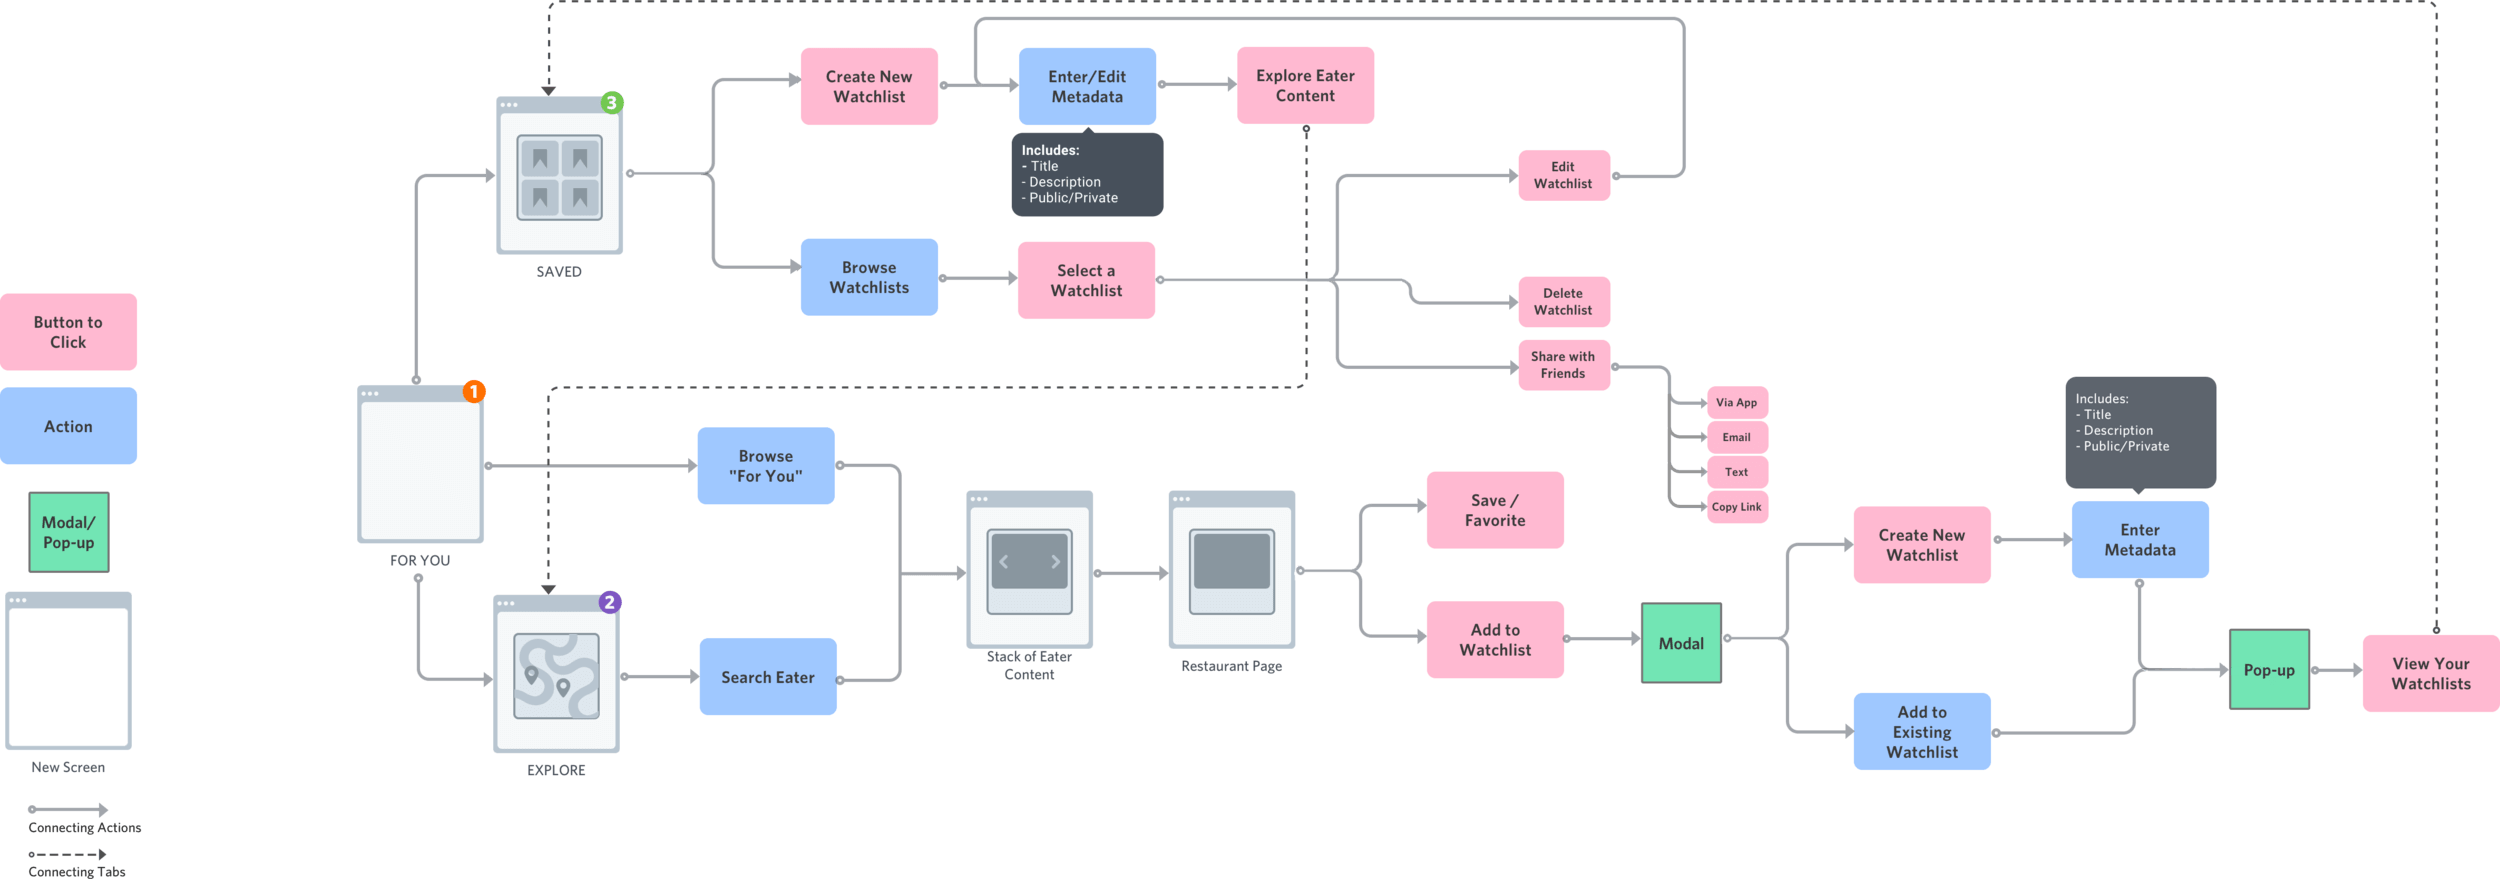 Button to
Click
Action
Modal/
Pop-up
New Screen
Connecting Actions
Connecting Tabs
1
FOR YOU
3
SAVED
2
EXPLORE
Create New
Watchlist
Enter/Edit
Metadata
Includes:
- Title
- Description
- Public/Private
Explore Eater
Content
Browse
Watchlists
Select a
Watchlist
Edit
Watchlist
Delete
Watchlist
Share with
Friends
Via App
Email
Text
Copy Link
Browse
"For You"
Search Eater
Stack of Eater
Content
Restaurant Page
Save /
Favorite
Add to
Watchlist
Modal
Create New
Watchlist
Includes:
- Title
- Description
- Public/Private
Enter
Metadata
Add to
Existing
Watchlist
Pop-up
View Your
Watchlists